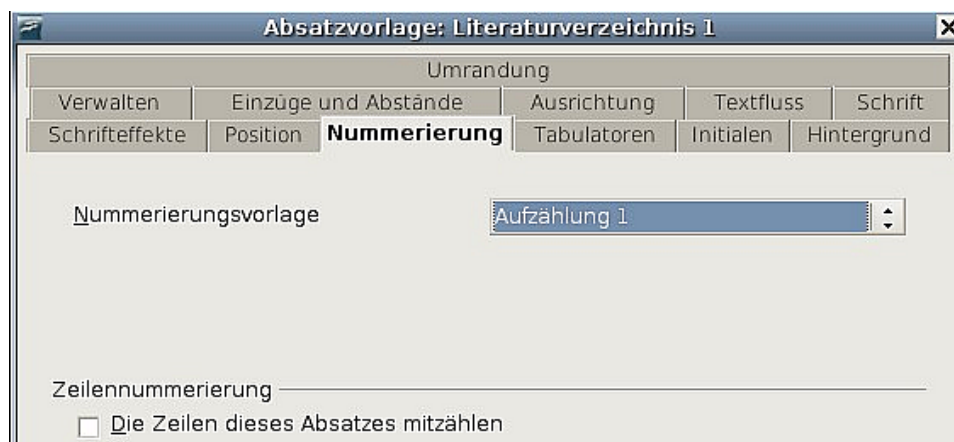 Absatzvorlage: Literaturverzeichnis 1
Umrandung
Verwalten Einzüge und Abstände Ausrichtung Textfluss Schrift
Schrifteffekte Position Nummerierung Tabulatoren Initialen Hintergrund
Nummerierungsvorlage Aufzählung 1
Zeilennummerierung
Die Zeilen dieses Absatzes mitzählen